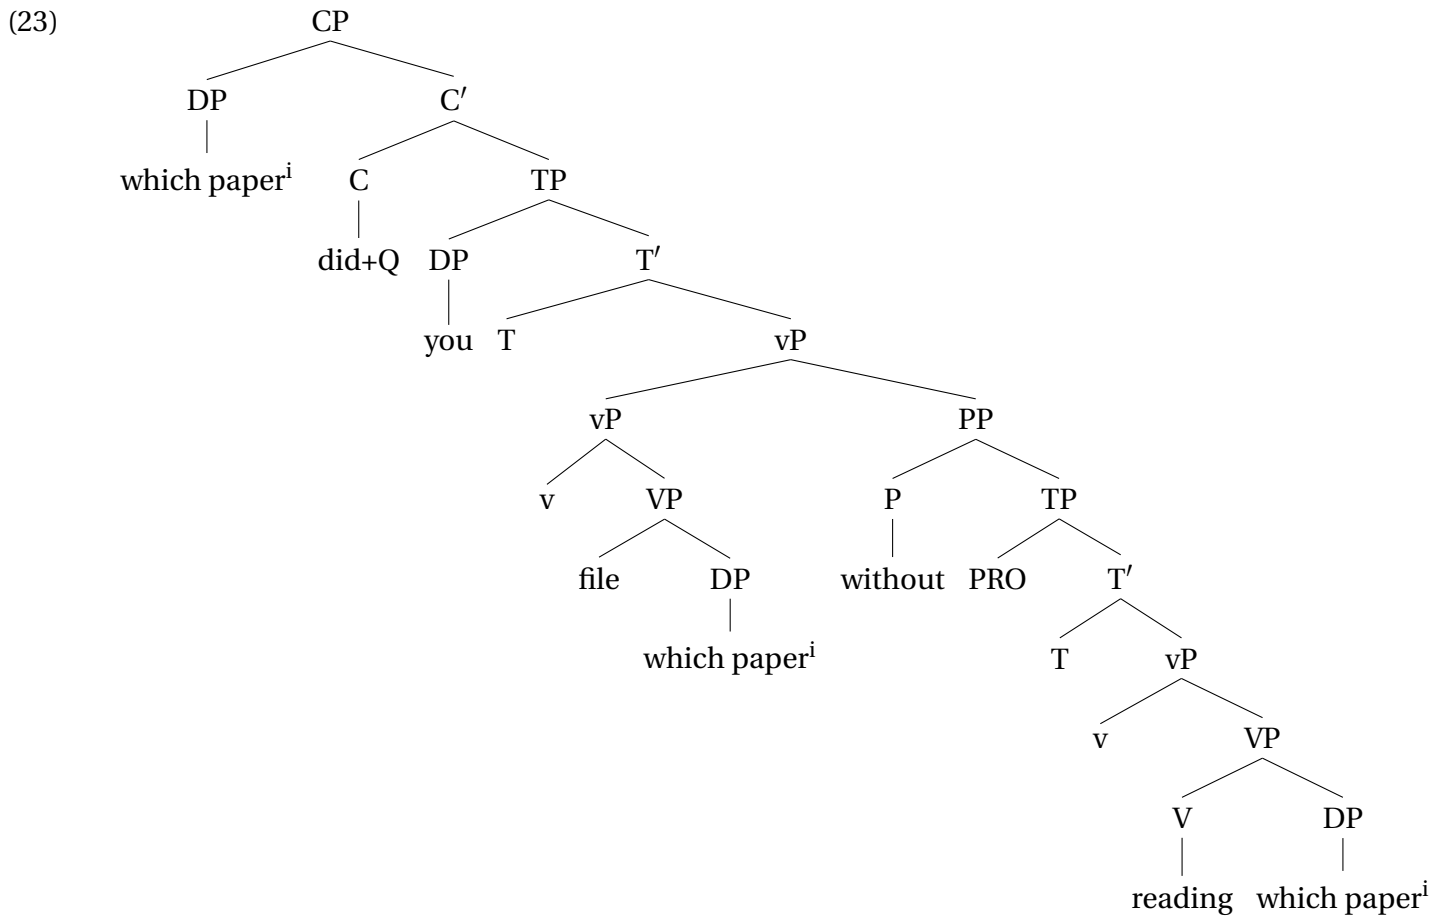 (23) CP
DP C′
which paperⁱ C TP
did+Q DP T′
you T vP
vP PP
v VP P TP
file DP without PRO T′
which paperⁱ T vP
v VP
V DP
reading which paperⁱ